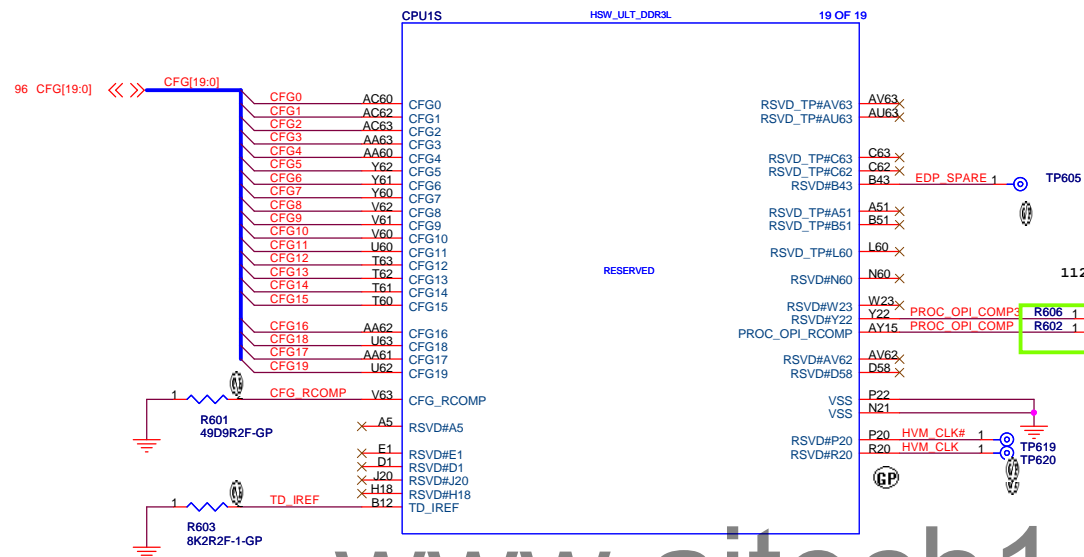 CPU1S HSW_ULT_DDR3L 19 OF 19
96 CFG[19:0] CFG[19:0]
CFG0 AC60 CFG0
CFG1 AC62 CFG1
CFG2 AC63 CFG2
CFG3 AA63 CFG3
CFG4 AA60 CFG4
CFG5 Y62 CFG5
CFG6 Y61 CFG6
CFG7 Y60 CFG7
CFG8 V62 CFG8
CFG9 V61 CFG9
CFG10 V60 CFG10
CFG11 U60 CFG11
CFG12 T63 CFG12
CFG13 T62 CFG13
CFG14 T61 CFG14
CFG15 T60 CFG15
CFG16 AA62 CFG16
CFG18 U63 CFG18
CFG17 AA61 CFG17
CFG19 U62 CFG19
1 2 CFG_RCOMP V63 CFG_RCOMP
R601
49D9R2F-GP
A5 RSVD#A5
E1 RSVD#E1
D1 RSVD#D1
J20 RSVD#J20
H18 RSVD#H18
1 2 TD_IREF B12 TD_IREF
R603
8K2R2F-1-GP
RESERVED
RSVD_TP#AV63 AV63
RSVD_TP#AU63 AU63
RSVD_TP#C63 C63
RSVD_TP#C62 C62
RSVD#B43 B43 EDP_SPARE 1 TP605
RSVD_TP#A51 A51
RSVD_TP#B51 B51
RSVD_TP#L60 L60
RSVD#N60 N60
112
RSVD#W23 W23
RSVD#Y22 Y22 PROC_OPI_COMP3 R606 1
PROC_OPI_RCOMP AY15 PROC_OPI_COMP R602 1
RSVD#AV62 AV62
RSVD#D58 D58
VSS P22
VSS N21
RSVD#P20 P20 HVM_CLK# 1 TP619
RSVD#R20 R20 HVM_CLK 1 TP620
GP